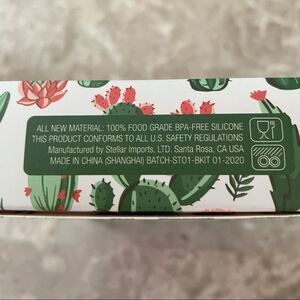 ALL NEW MATERIAL: 100% FOOD GRADE BPA-FREE SILICONE
THIS PRODUCT CONFORMS TO ALL U.S. SAFETY REGULATIONS
Manufactured by Stellar Imports, LTD. Santa Rosa, CA USA
MADE IN CHINA (SHANGHAI) BATCH-STO1-BKIT 01-2020